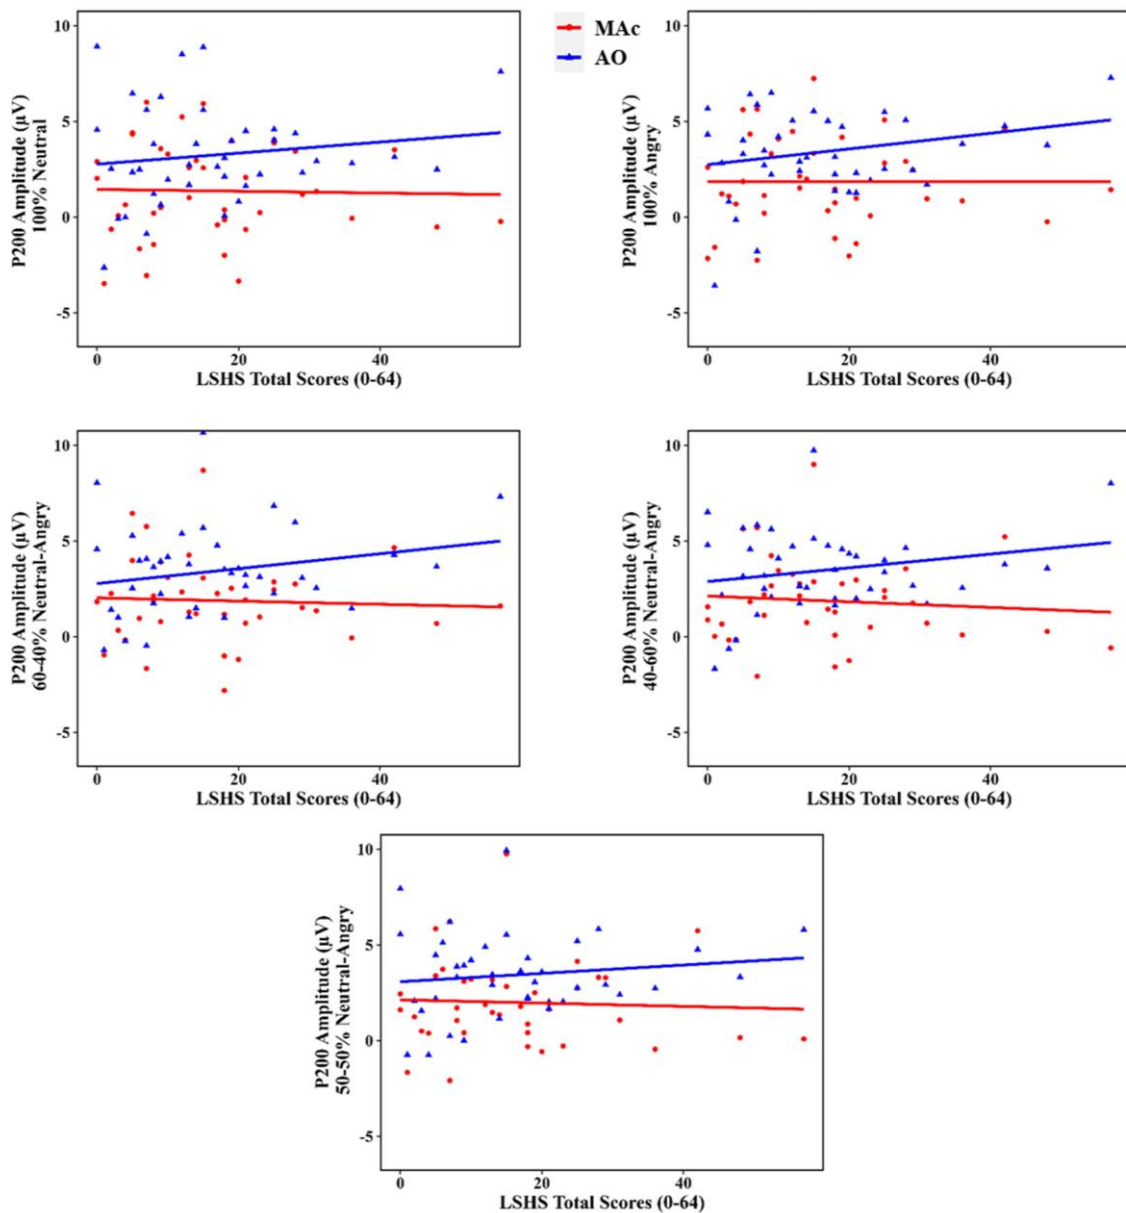 MAc
AO
P200 Amplitude (µV)
100% Neutral
10
5
0
-5
0 20 40
LSHS Total Scores (0-64)
P200 Amplitude (µV)
100% Angry
10
5
0
-5
0 20 40
LSHS Total Scores (0-64)
P200 Amplitude (µV)
60-40% Neutral-Angry
10
5
0
-5
0 20 40
LSHS Total Scores (0-64)
P200 Amplitude (µV)
40-60% Neutral-Angry
10
5
0
-5
0 20 40
LSHS Total Scores (0-64)
P200 Amplitude (µV)
50-50% Neutral-Angry
10
5
0
-5
0 20 40
LSHS Total Scores (0-64)